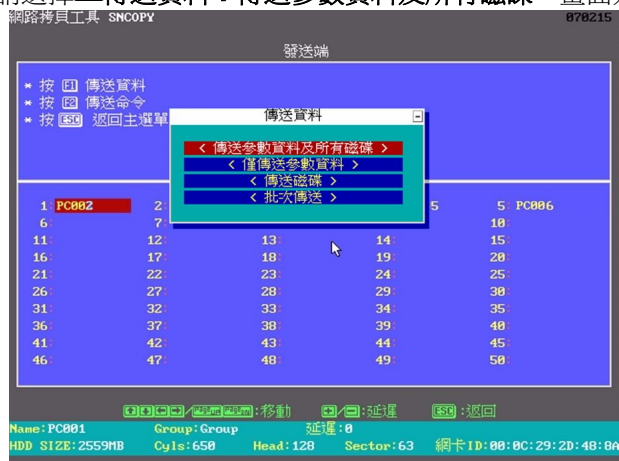 網路拷貝工具 SNCOPY 070215
發送端
* 按 F1 傳送資料
* 按 F2 傳送命令
* 按 ESC 返回主選單
傳送資料
< 傳送參數資料及所有磁碟 >
< 僅傳送參數資料 >
< 傳送磁碟 >
< 批次傳送 >
1: PC002 2: 5 5: PC006
6: 7: 10:
11: 12: 13: 14: 15:
16: 17: 18: 19: 20:
21: 22: 23: 24: 25:
26: 27: 28: 29: 30:
31: 32: 33: 34: 35:
36: 37: 38: 39: 40:
41: 42: 43: 44: 45:
46: 47: 48: 49: 50:
:移動 :延遲 ESC :返回
Name:PC001 Group:Group 延遲:0
HDD SIZE:2559MB Cyls:650 Head:128 Sector:63 網卡ID:00:0C:29:2D:48:8A